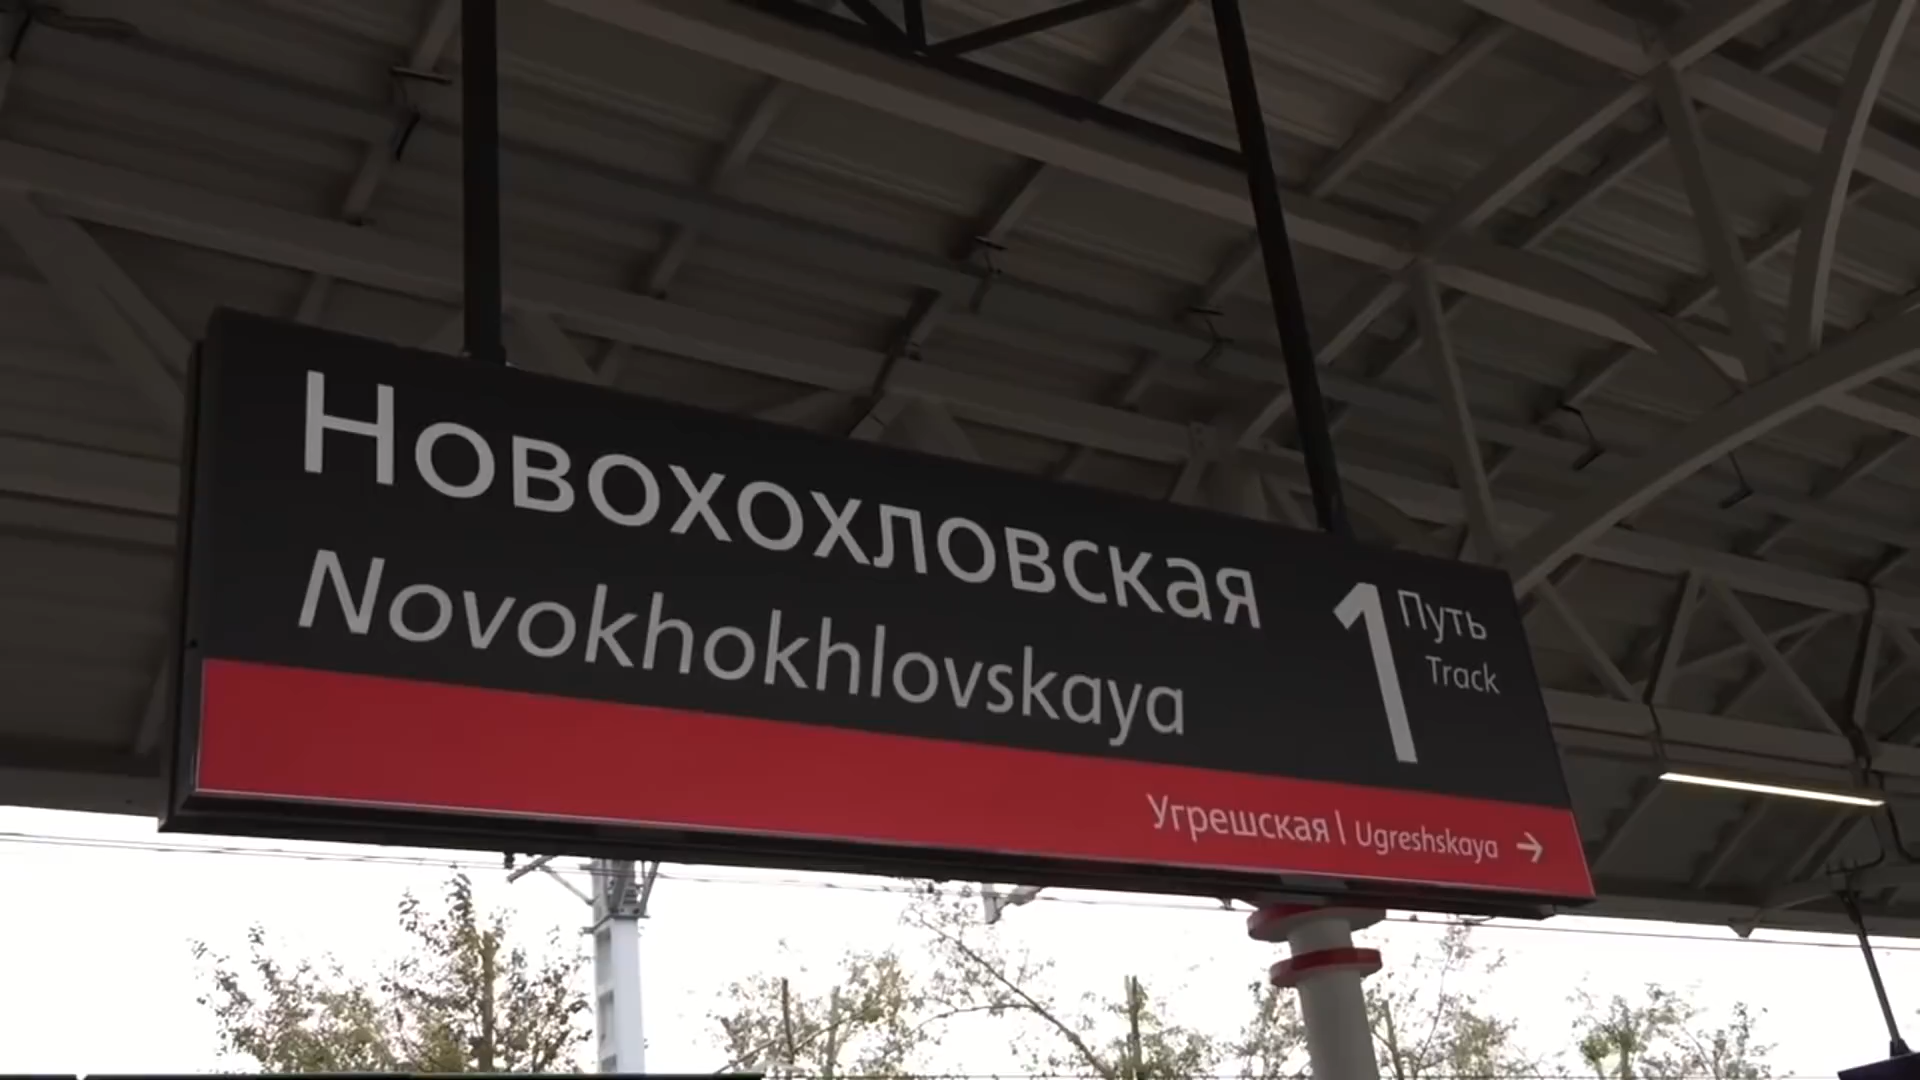 Новохохловская
Novokhokhlovskaya
1 Путь
Track
Угрешская | Ugreshskaya →